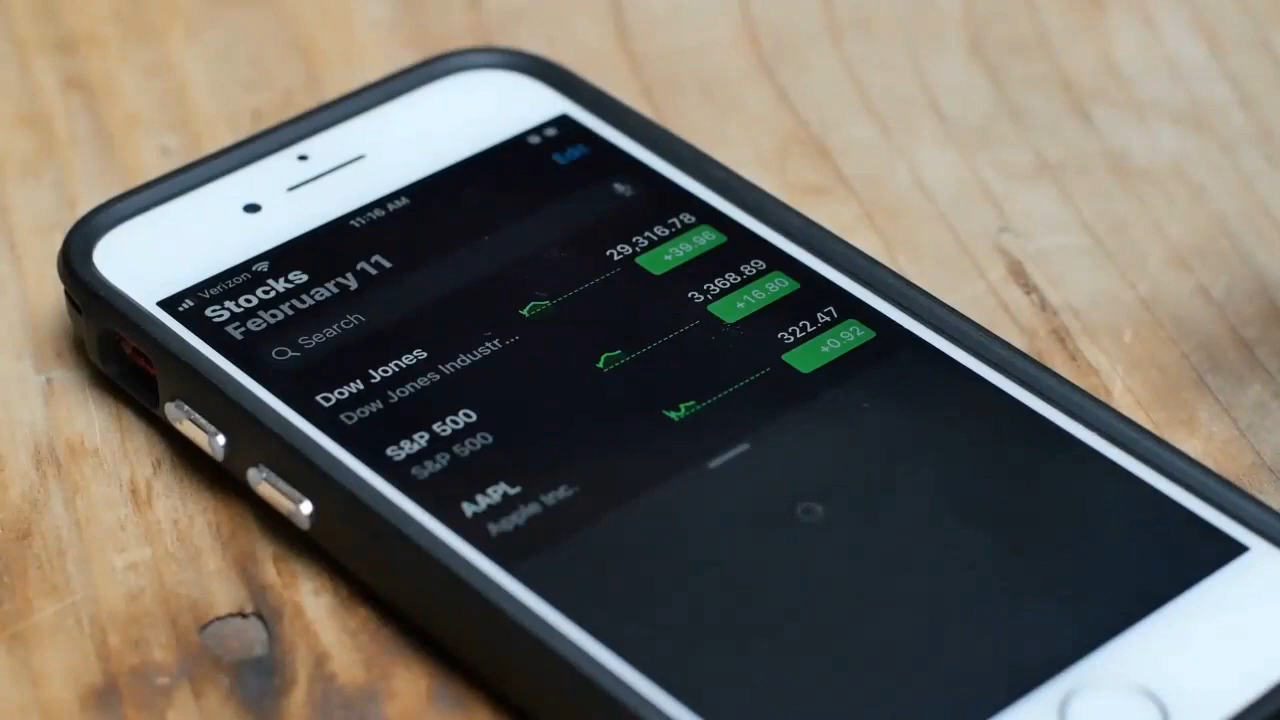 Verizon 11:16 AM
Edit
Stocks
February 11
Search
Dow Jones 29,316.78
Dow Jones Industr... +39.96
S&P 500 3,368.89
S&P 500 +16.80
AAPL 322.47
Apple Inc. +0.92